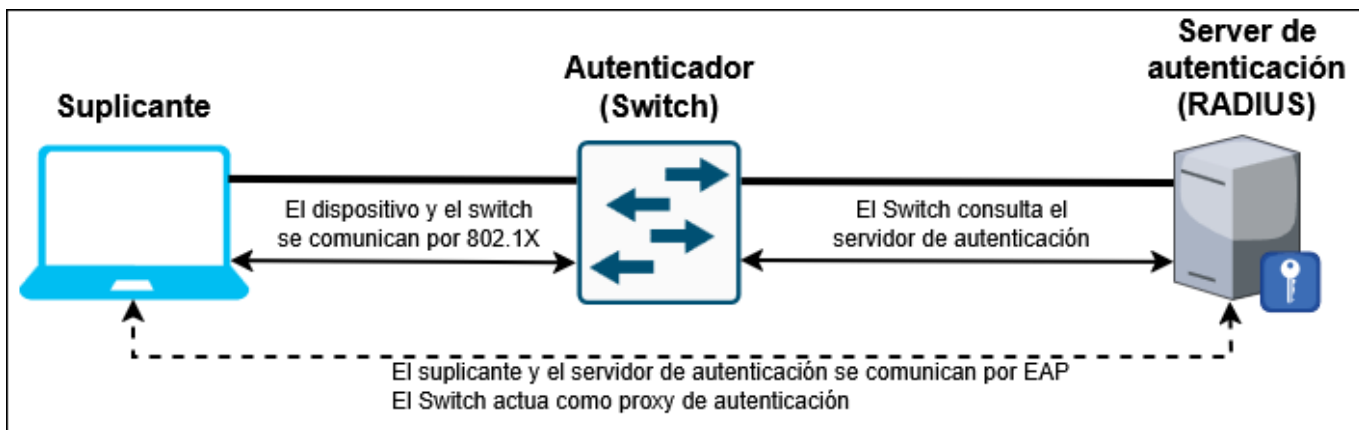 Suplicante
Autenticador
(Switch)
Server de
autenticación
(RADIUS)
El dispositivo y el switch
se comunican por 802.1X
El Switch consulta el
servidor de autenticación
El suplicante y el servidor de autenticación se comunican por EAP
El Switch actua como proxy de autenticación